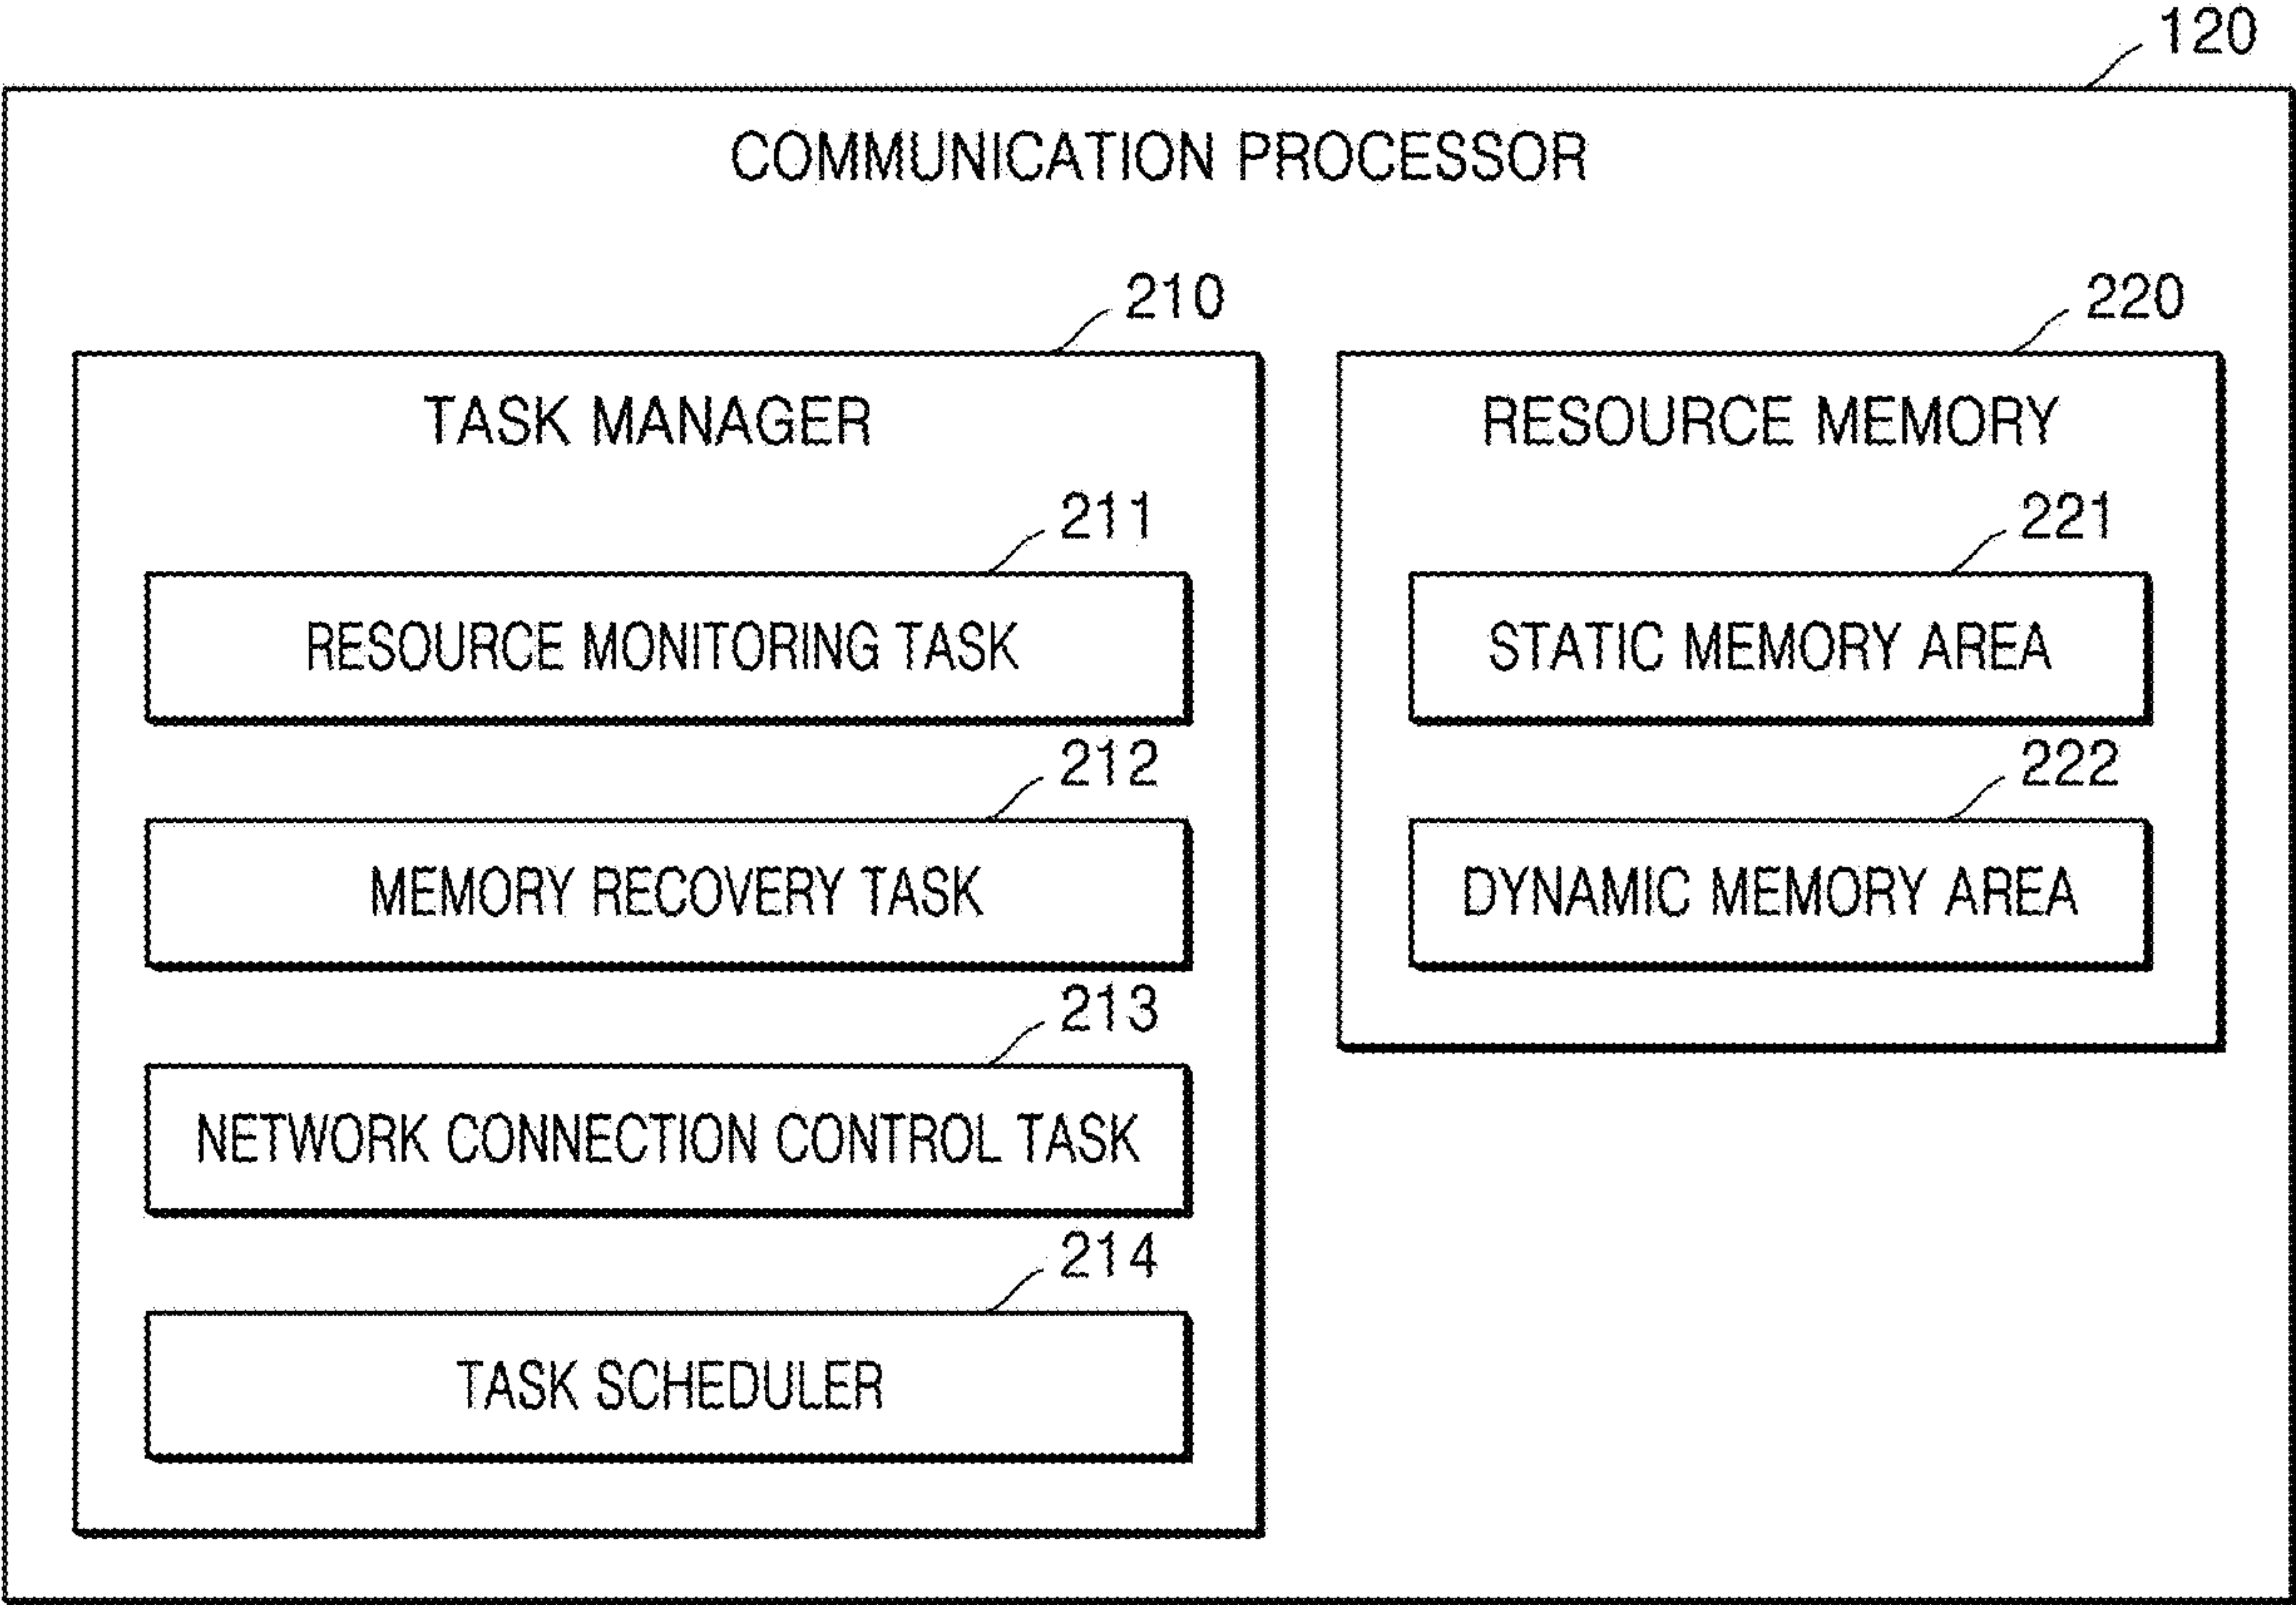 120
COMMUNICATION PROCESSOR
210
TASK MANAGER
211
RESOURCE MONITORING TASK
212
MEMORY RECOVERY TASK
213
NETWORK CONNECTION CONTROL TASK
214
TASK SCHEDULER
220
RESOURCE MEMORY
221
STATIC MEMORY AREA
222
DYNAMIC MEMORY AREA